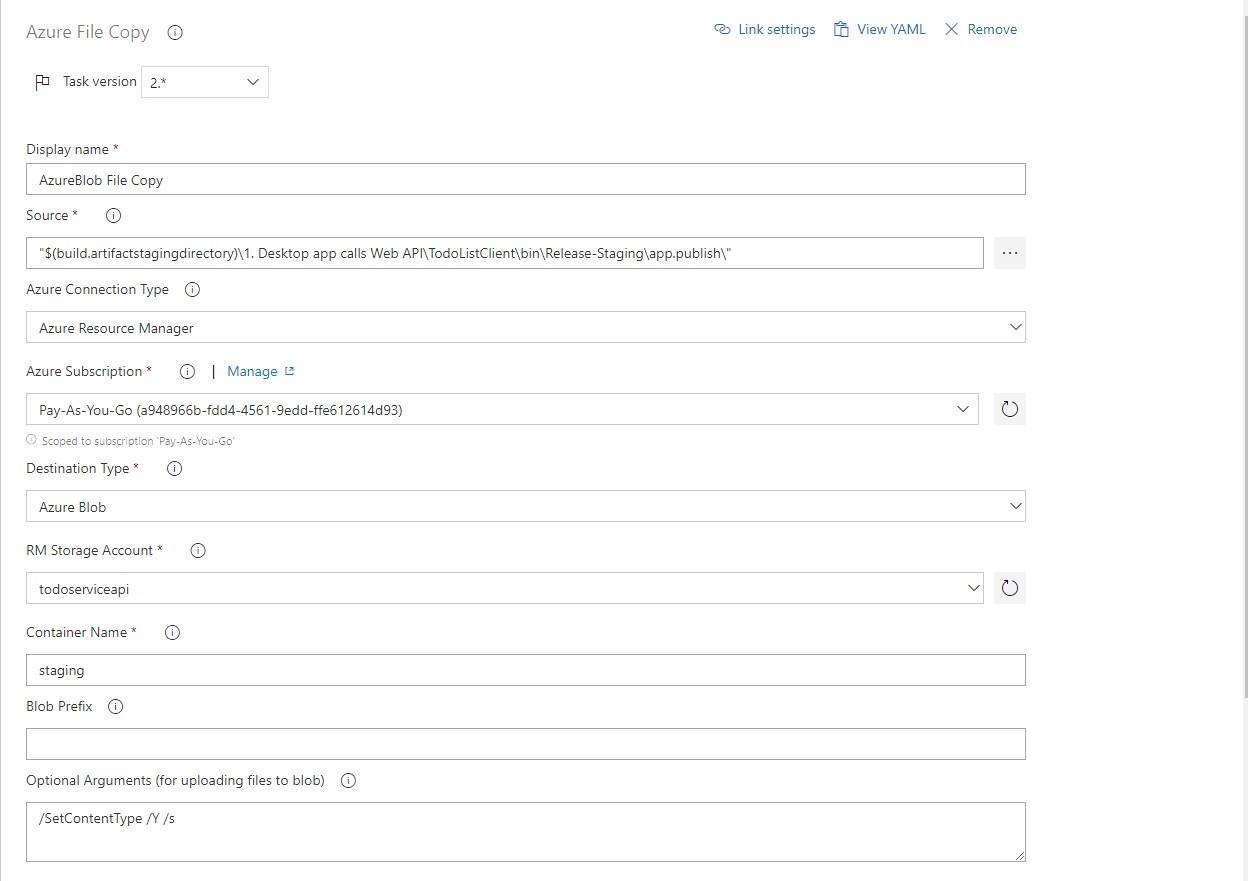 Azure File Copy
Link settings View YAML Remove
Task version 2.*
Display name *
AzureBlob File Copy
Source *
"$(build.artifactstagingdirectory)\1. Desktop app calls Web API\TodoListClient\bin\Release-Staging\app.publish\"
Azure Connection Type
Azure Resource Manager
Azure Subscription * | Manage
Pay-As-You-Go (a948966b-fdd4-4561-9edd-ffe612614d93)
Scoped to subscription 'Pay-As-You-Go'
Destination Type *
Azure Blob
RM Storage Account *
todoserviceapi
Container Name *
staging
Blob Prefix
Optional Arguments (for uploading files to blob)
/SetContentType /Y /s